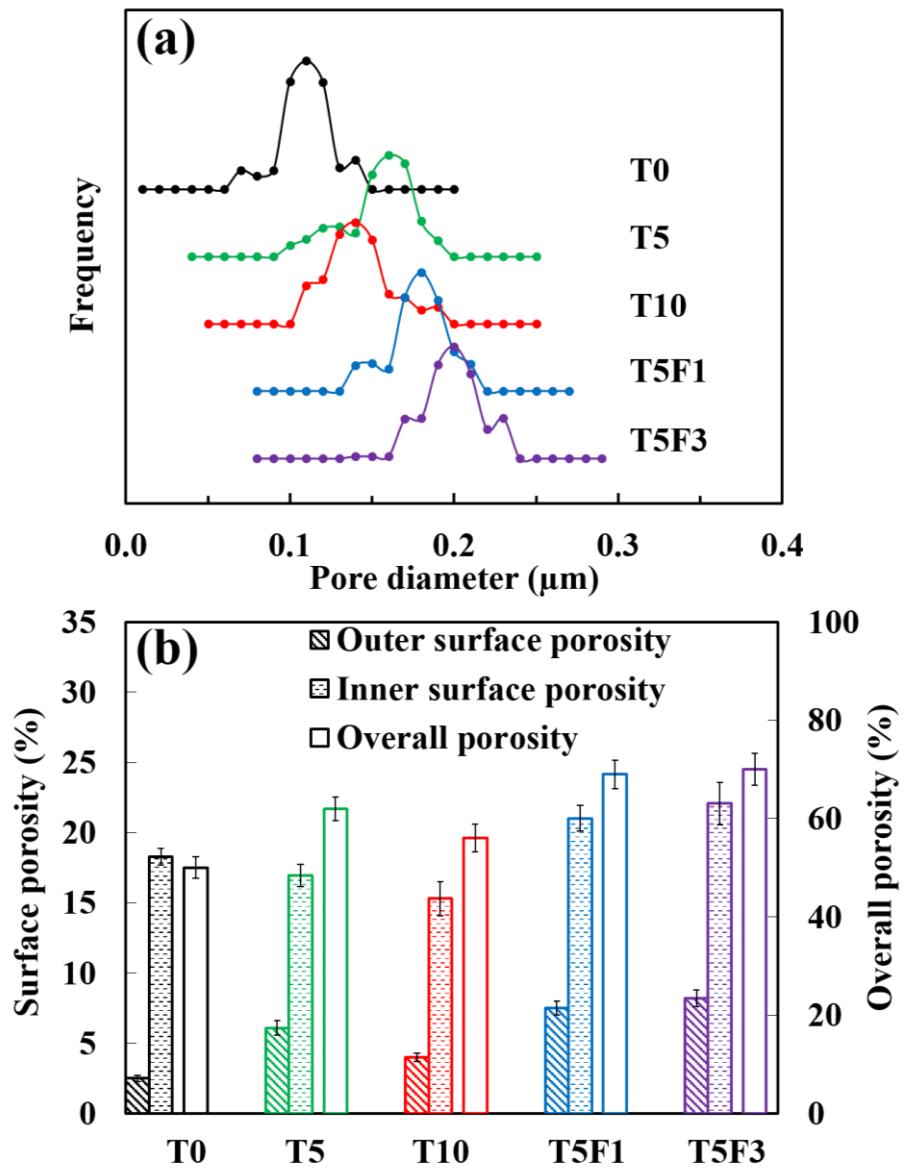 (a)
Frequency
T0
T5
T10
T5F1
T5F3
0.0 0.1 0.2 0.3 0.4
Pore diameter (µm)
(b)
Outer surface porosity
Inner surface porosity
Overall porosity
Surface porosity (%)
35
30
25
20
15
10
5
0
100
80
60
40
20
0
Overall porosity (%)
T0 T5 T10 T5F1 T5F3